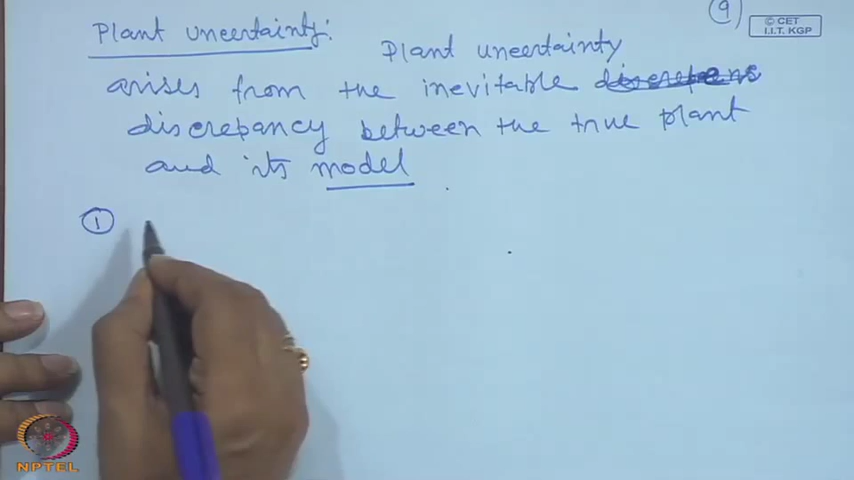 9
© CET
I.I.T. KGP
Plant uncertainty:
Plant uncertainty
arises from the inevitable
discrepancy between the true plant
and its model
1
NPTEL